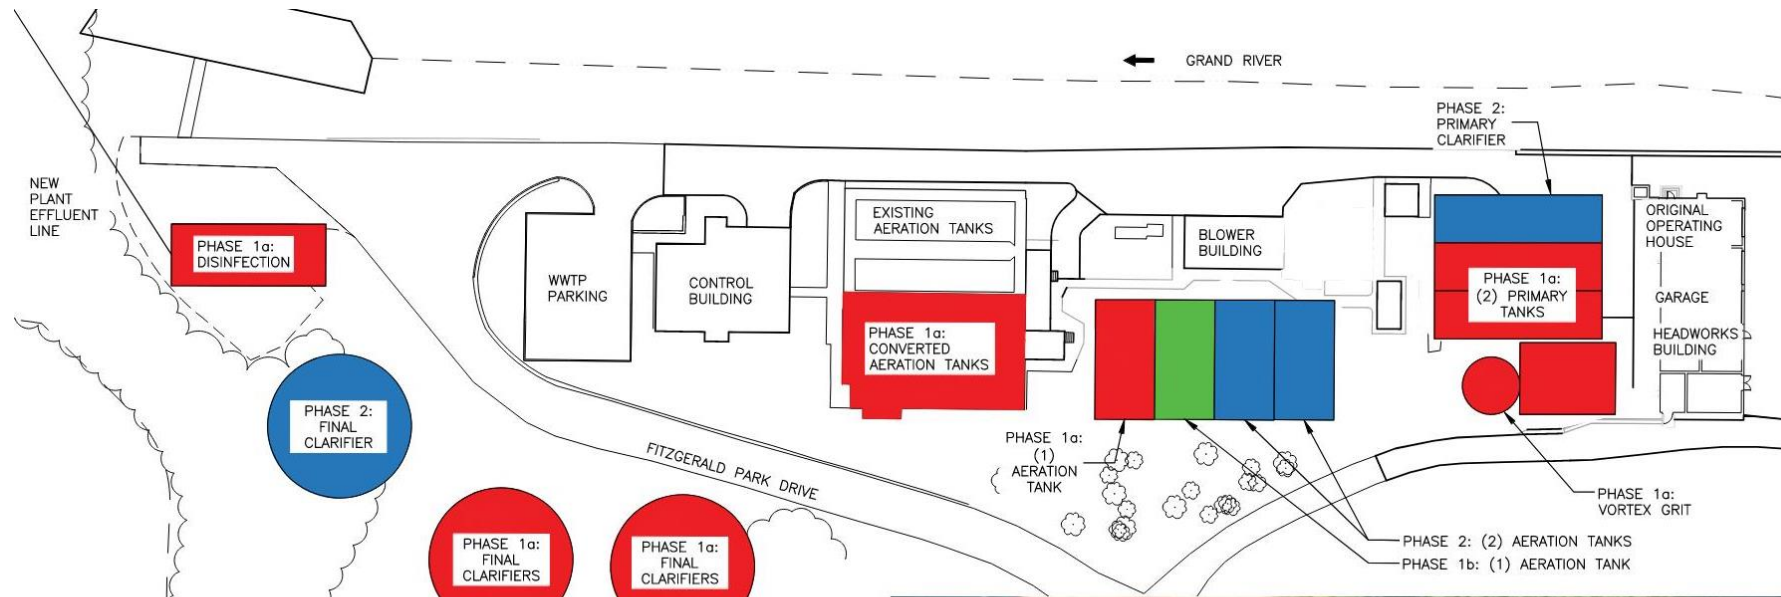 GRAND RIVER
PHASE 2:
PRIMARY
CLARIFIER
NEW
PLANT
EFFLUENT
LINE
PHASE 1a:
DISINFECTION
WWTP
PARKING
CONTROL
BUILDING
EXISTING
AERATION TANKS
PHASE 1a:
CONVERTED
AERATION TANKS
BLOWER
BUILDING
PHASE 1a:
(2) PRIMARY
TANKS
ORIGINAL
OPERATING
HOUSE
GARAGE
HEADWORKS
BUILDING
PHASE 2:
FINAL
CLARIFIER
FITZGERALD PARK DRIVE
PHASE 1a:
(1)
AERATION
TANK
PHASE 1a:
VORTEX GRIT
PHASE 2: (2) AERATION TANKS
PHASE 1b: (1) AERATION TANK
PHASE 1a:
FINAL
CLARIFIERS
PHASE 1a:
FINAL
CLARIFIERS